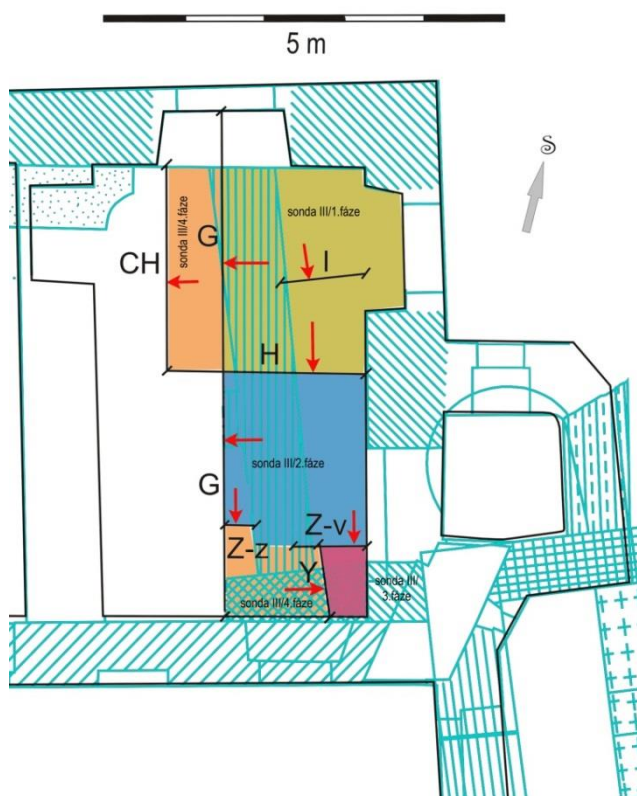 5 m
S
sonda III/1.fáze
sonda III/4.fáze
G
CH
I
H
sonda III/2.fáze
G
Z-z
Z-v
Y
sonda III/
3.fáze
sonda III/4.fáze